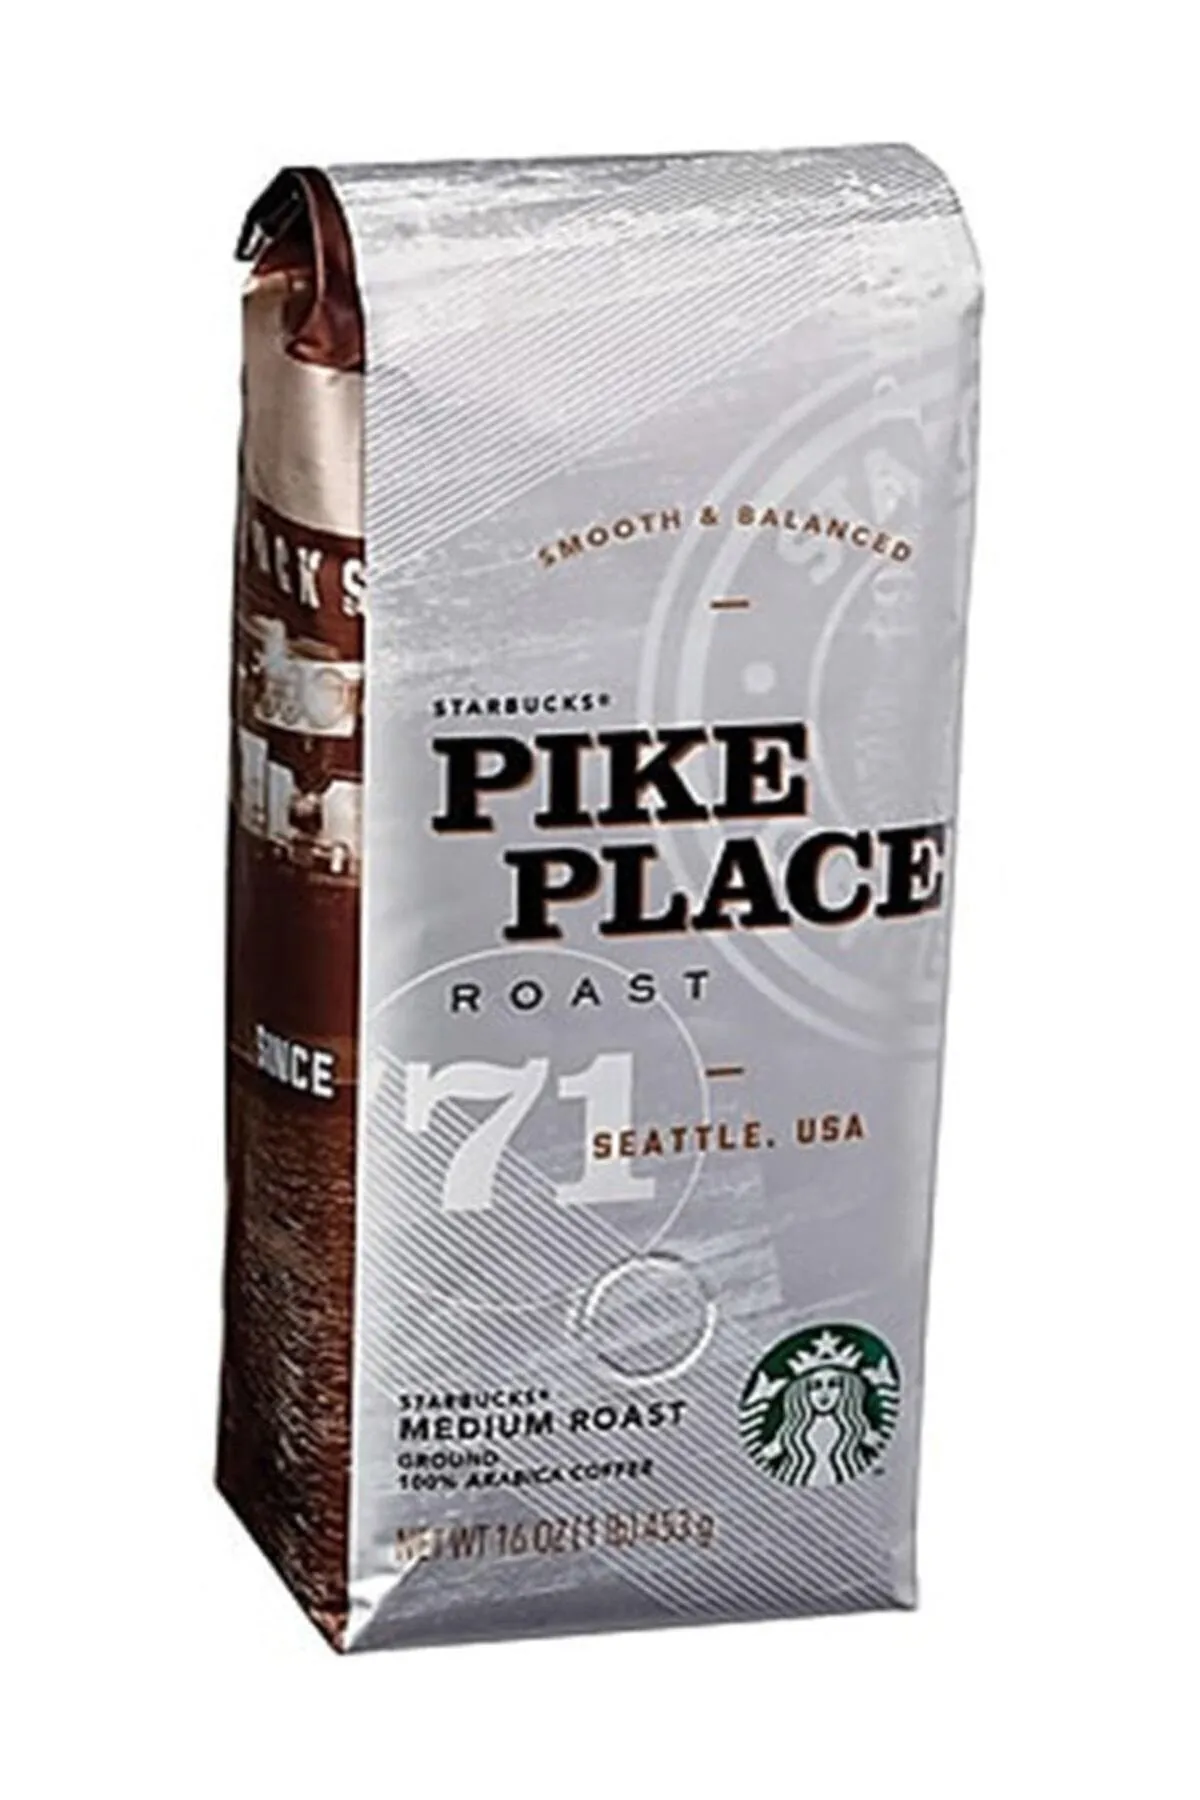 SMOOTH & BALANCED
STARBUCKS®
PIKE
PLACE
ROAST
71
SEATTLE, USA
STARBUCKS®
MEDIUM ROAST
GROUND
100% ARABICA COFFEE
NET WT 16 OZ (1 lb) 453 g
SINCE